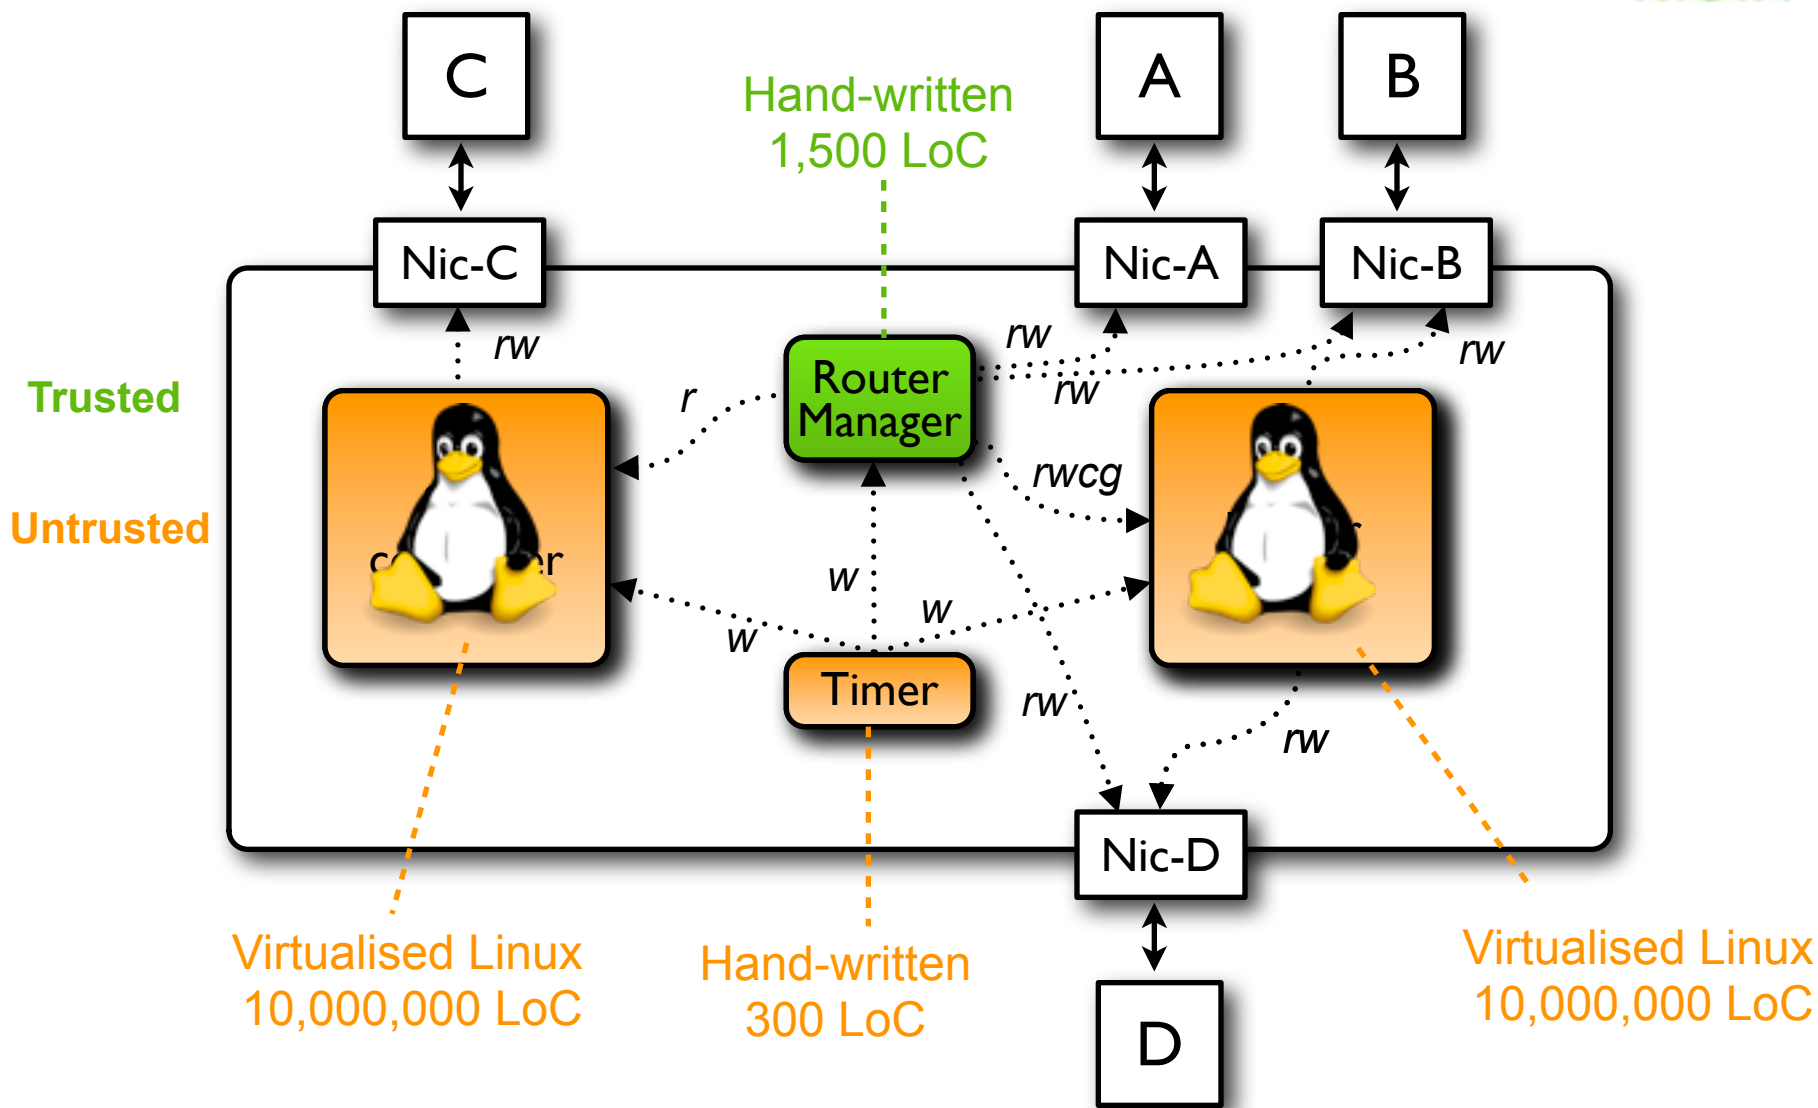 C
A
B
Hand-written
1,500 LoC
Nic-C
Nic-A
Nic-B
rw
rw
rw
rw
Trusted
r
Router
Manager
rwcg
Untrusted
w
w
w
Timer
rw
rw
Nic-D
Virtualised Linux
10,000,000 LoC
Hand-written
300 LoC
Virtualised Linux
10,000,000 LoC
D